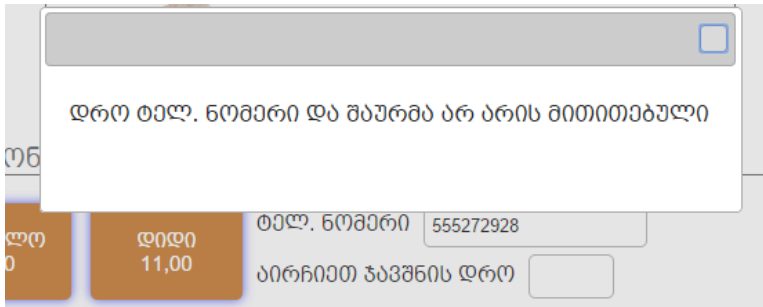 დრო ტელ. ნომერი და შაურმა არ არის მითითებული
ტელ. ნომერი 555272928
დიდი
11,00
აირჩიეთ ჯავშნის დრო